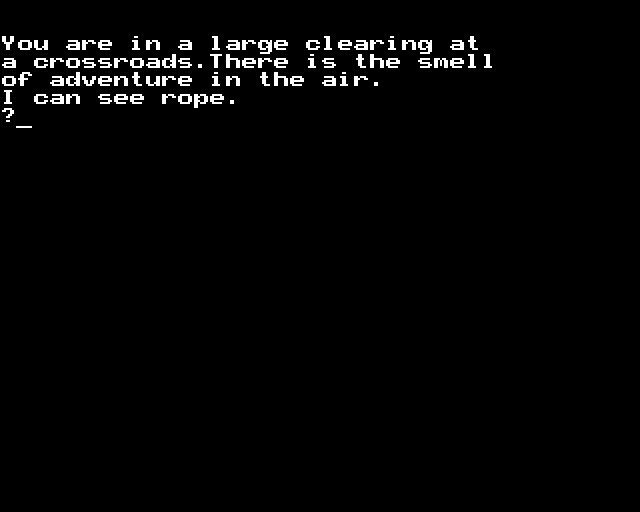 You are in a large clearing at
a crossroads.There is the smell
of adventure in the air.
I can see rope.
?_